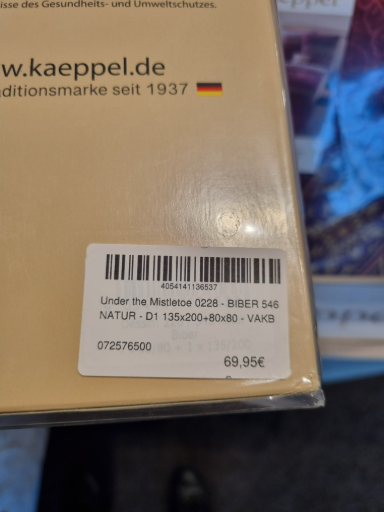 isse des Gesundheits- und Umweltschutzes.
w.kaeppel.de
aditionsmarke seit 1937
4054141136537
Under the Mistletoe 0228 - BIBER 546
NATUR - D1 135x200+80x80 - VAKB
072576500
69,95€